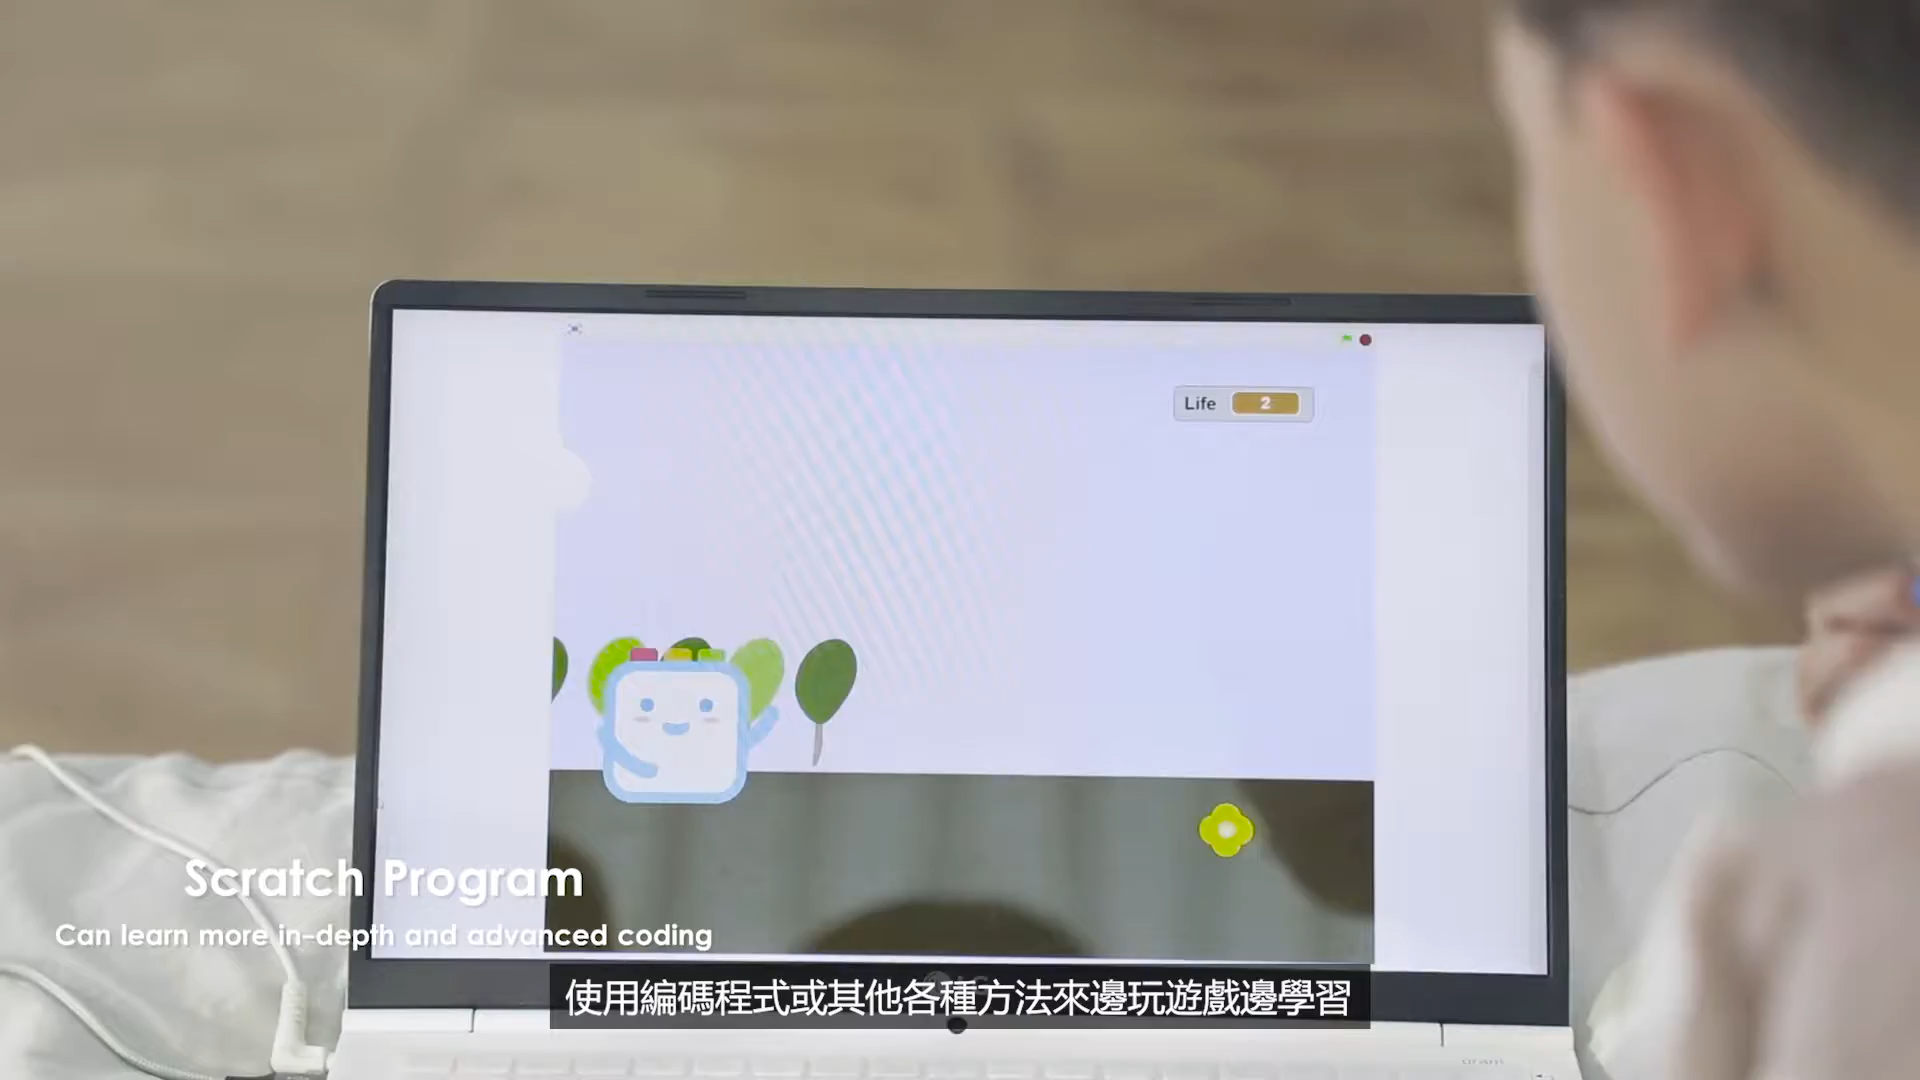 Life 2
Scratch Program
Can learn more in-depth and advanced coding
使用編碼程式或其他各種方法來邊玩遊戲邊學習
gram